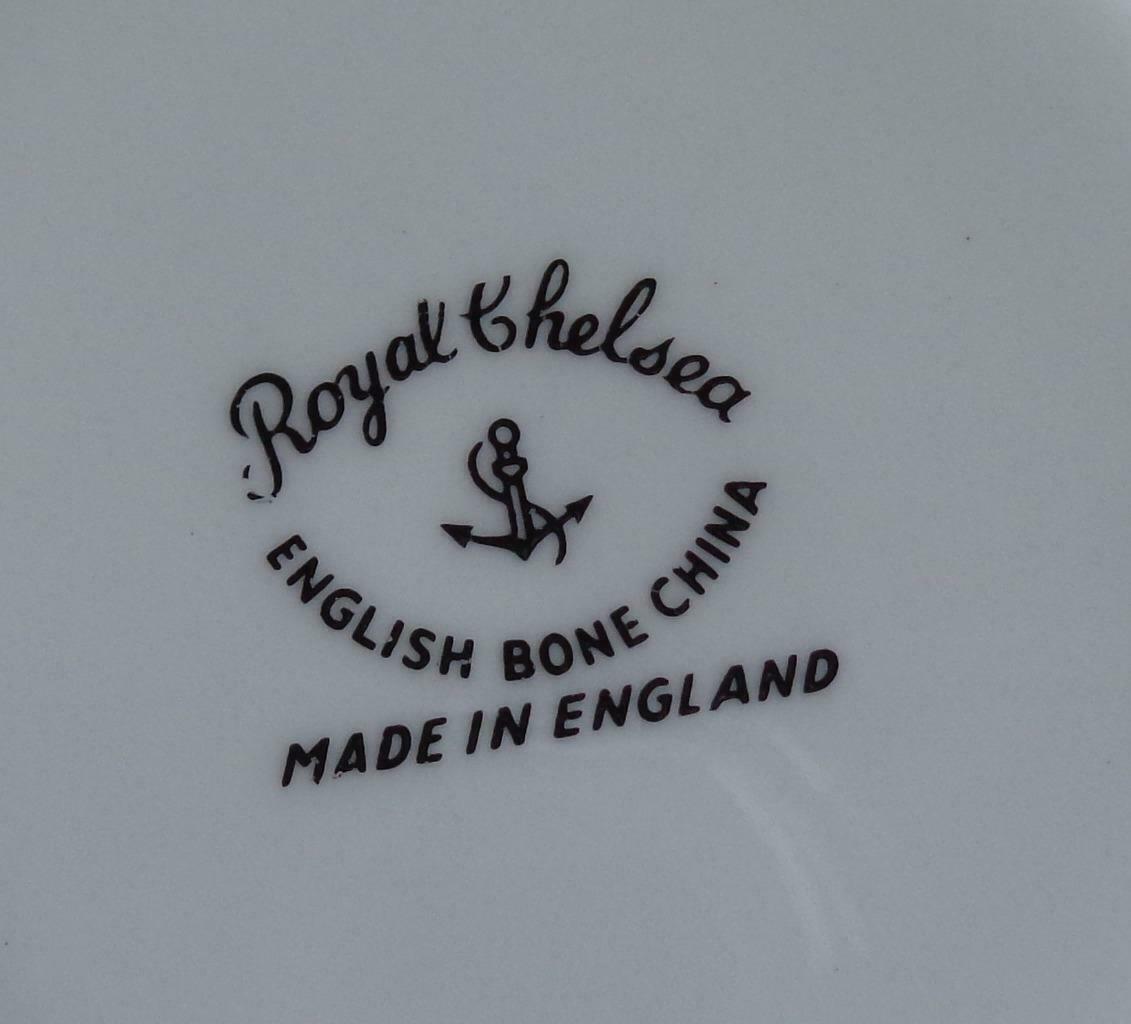 Royal Chelsea
ENGLISH BONE CHINA
MADE IN ENGLAND